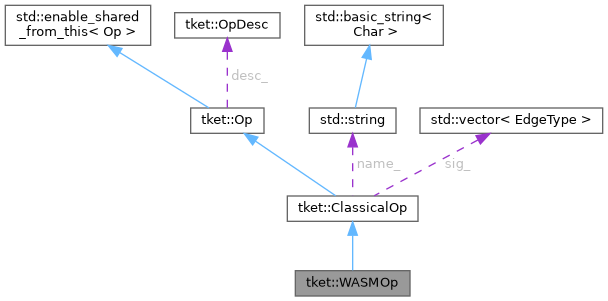 std::enable_shared
_from_this< Op >
tket::OpDesc
std::basic_string<
Char >
desc_
tket::Op
std::string
std::vector< EdgeType >
name_
sig_
tket::ClassicalOp
tket::WASMOp